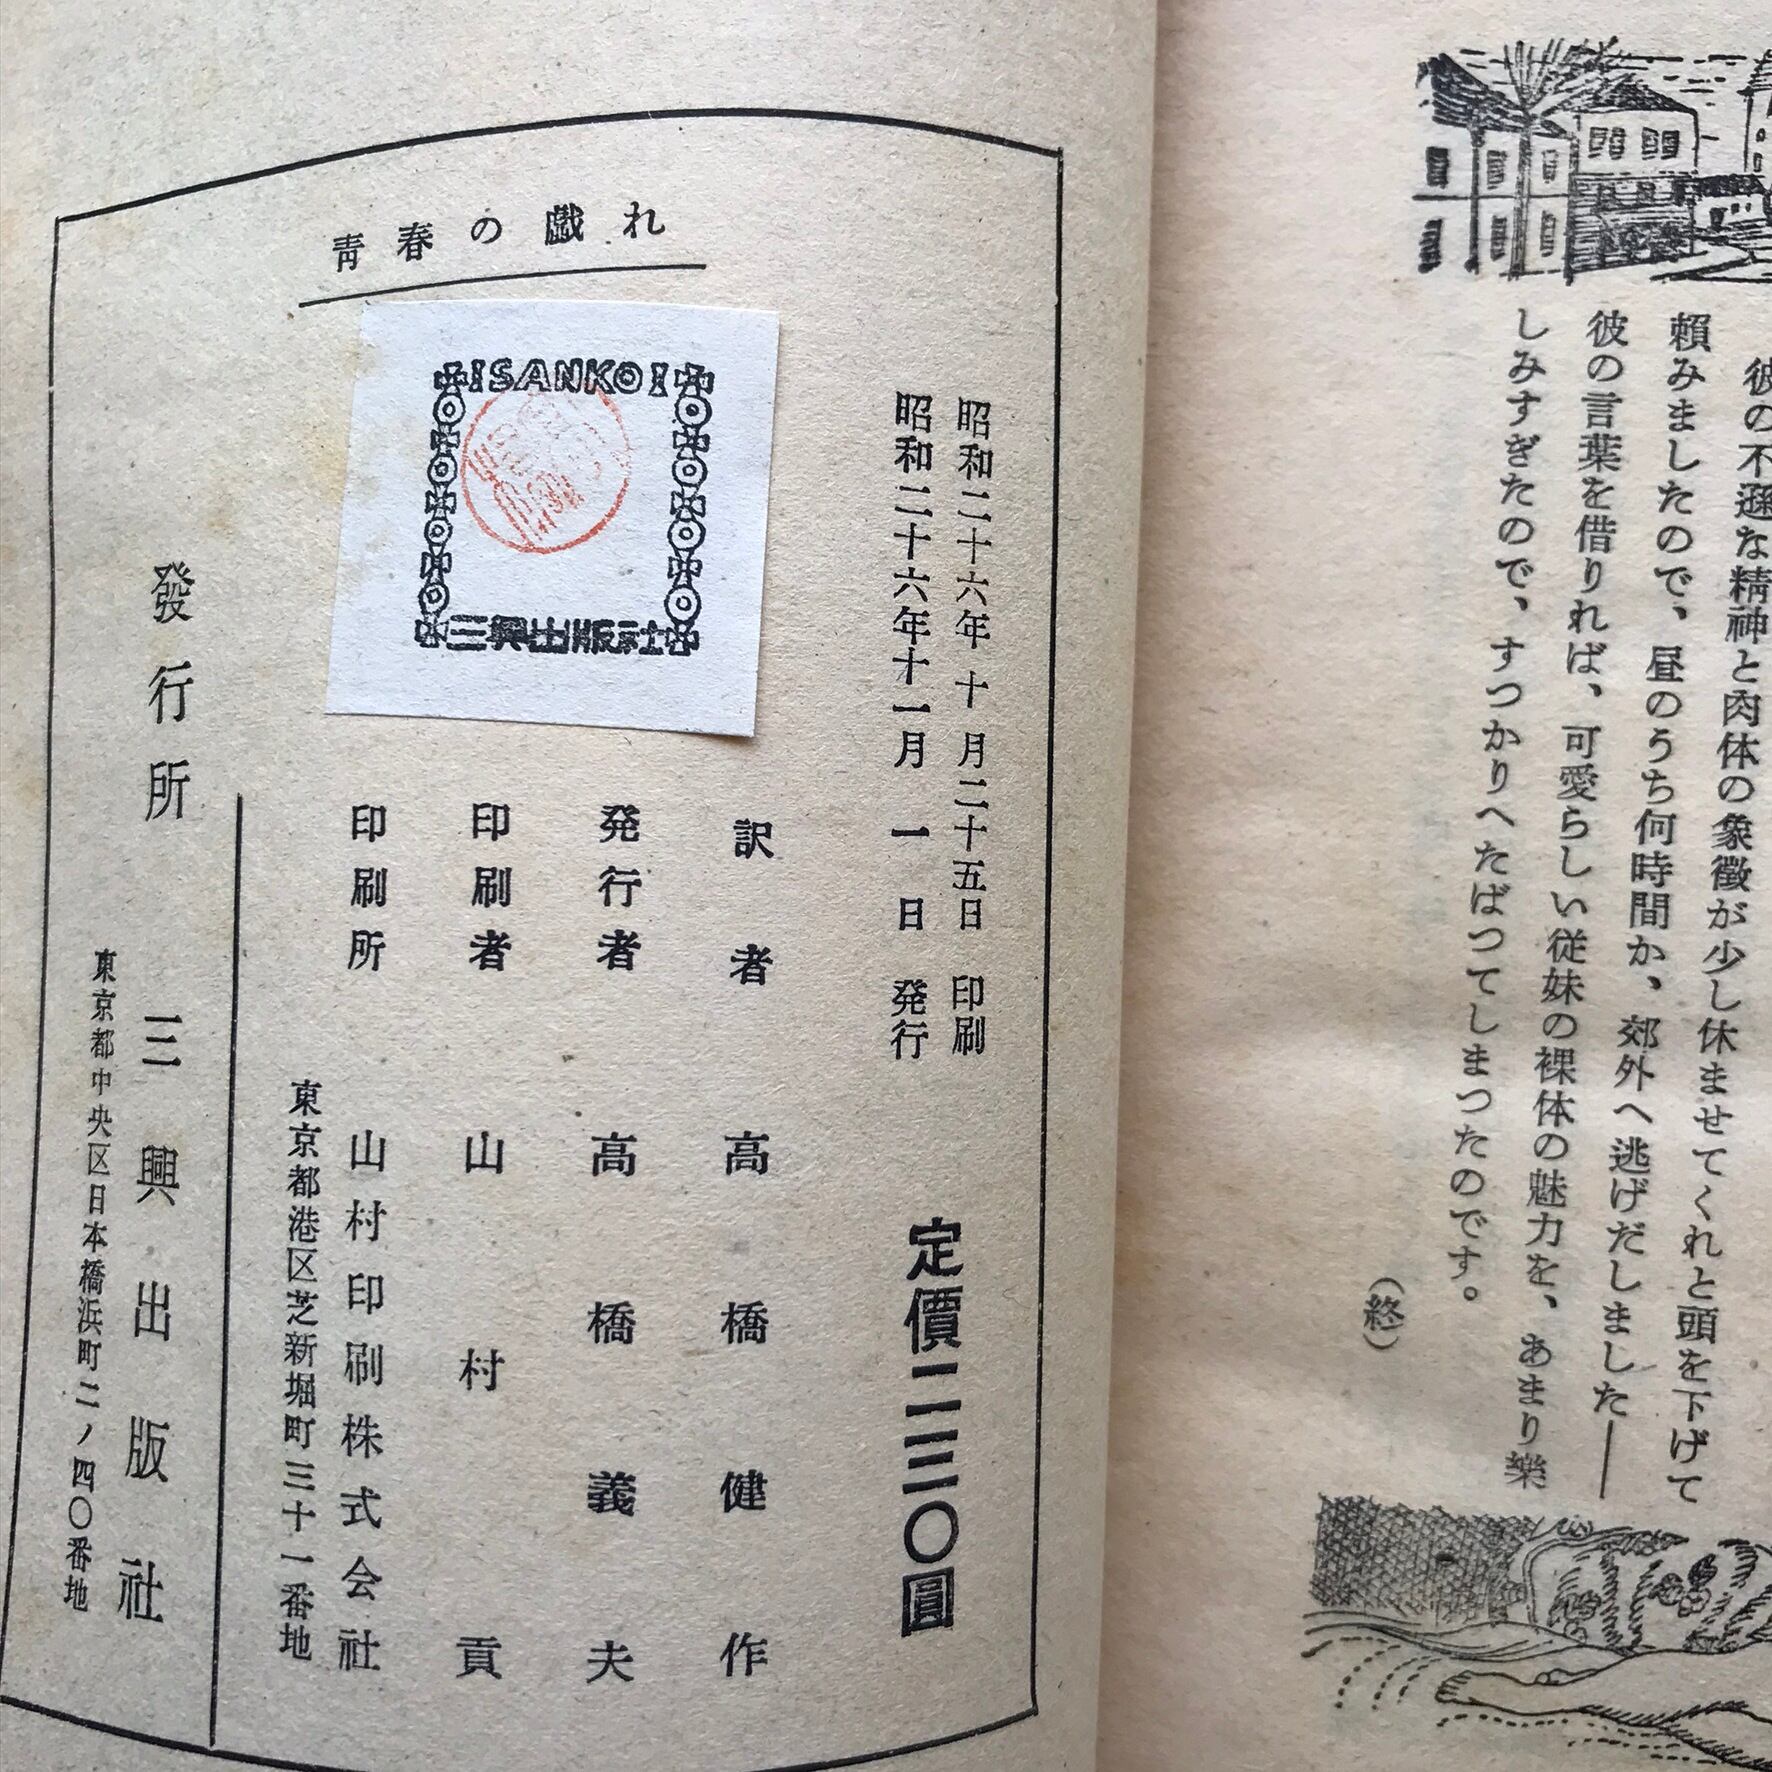 彼の不遜な精神と肉体の象徴が少し休ませてくれと頭を下げて
頼みましたので、昼のうち何時間か、郊外へ逃げだしました――
彼の言葉を借りれば、可愛らしい従妹の裸体の魅力を、あまり樂
しみすぎたので、すつかりへたばつてしまつたのです。
（終）
青春の戯れ
SANKO
三興出版社
昭和二十六年十月二十五日 印刷
昭和二十六年十一月一日 発行
定價二三〇圓
訳者 高橋健作
発行者 高橋義夫
印刷者 山村貢
印刷所 山村印刷株式会社
東京都港区芝新堀町三十一番地
發行所 三興出版社
東京都中央区日本橋浜町二ノ四〇番地